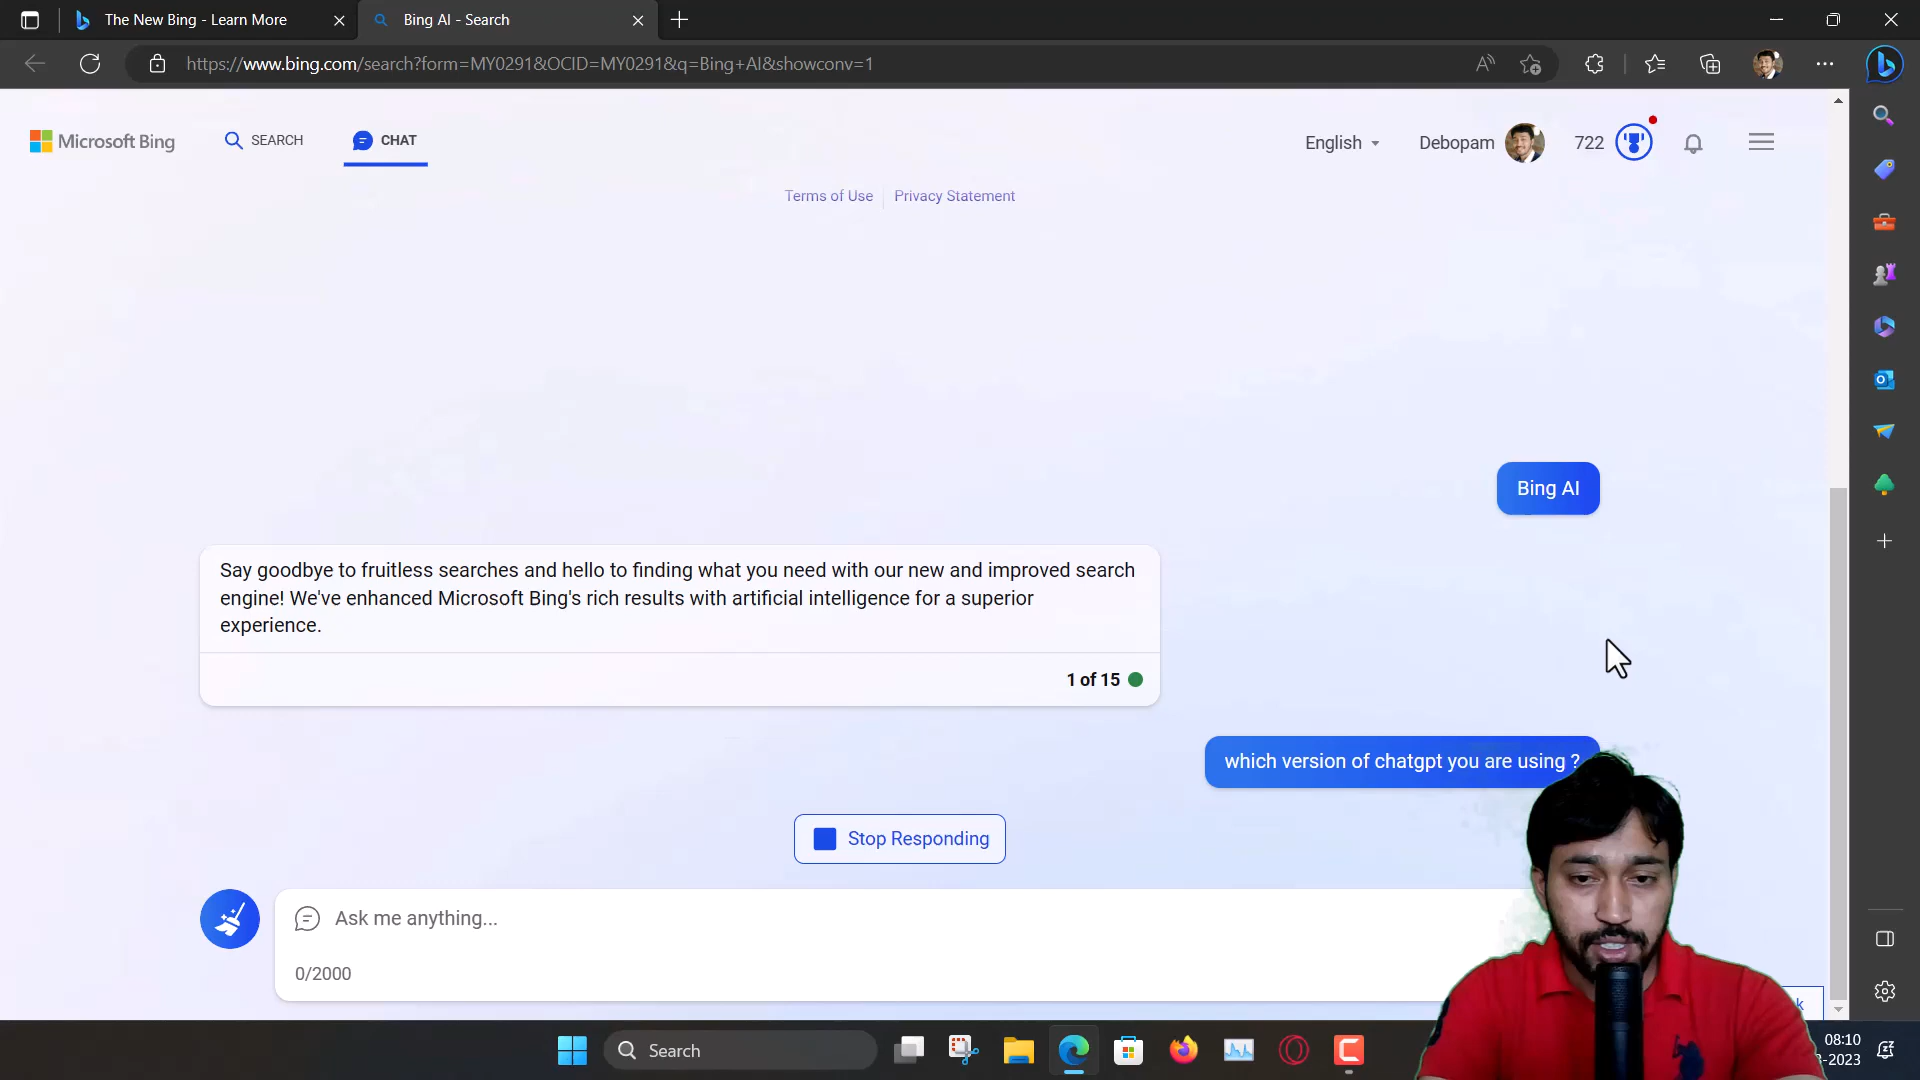 The New Bing - Learn More
Bing AI - Search
https://www.bing.com/search?form=MY0291&OCID=MY0291&q=Bing+AI&showconv=1
Microsoft Bing
SEARCH
CHAT
English
Debopam
722
Terms of Use
Privacy Statement
Bing AI
Say goodbye to fruitless searches and hello to finding what you need with our new and improved search
engine! We've enhanced Microsoft Bing's rich results with artificial intelligence for a superior
experience.
1 of 15
which version of chatgpt you are using ?
Stop Responding
Ask me anything...
0/2000
Search
08:10
-2023